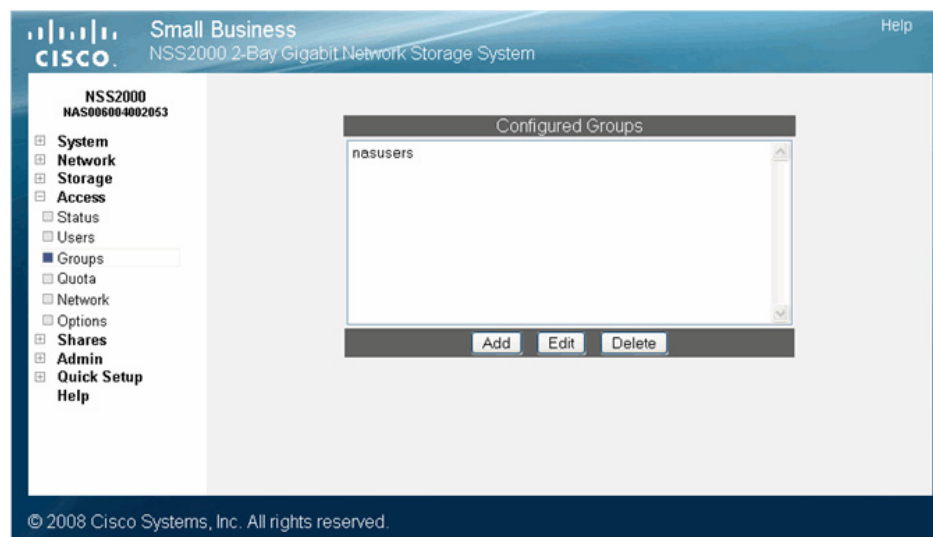 CISCO
Small Business
NSS2000 2-Bay Gigabit Network Storage System
Help
NSS2000
NAS006004002053
System
Network
Storage
Access
Status
Users
Groups
Quota
Network
Options
Shares
Admin
Quick Setup
Help
Configured Groups
nasusers
Add Edit Delete
© 2008 Cisco Systems, Inc. All rights reserved.